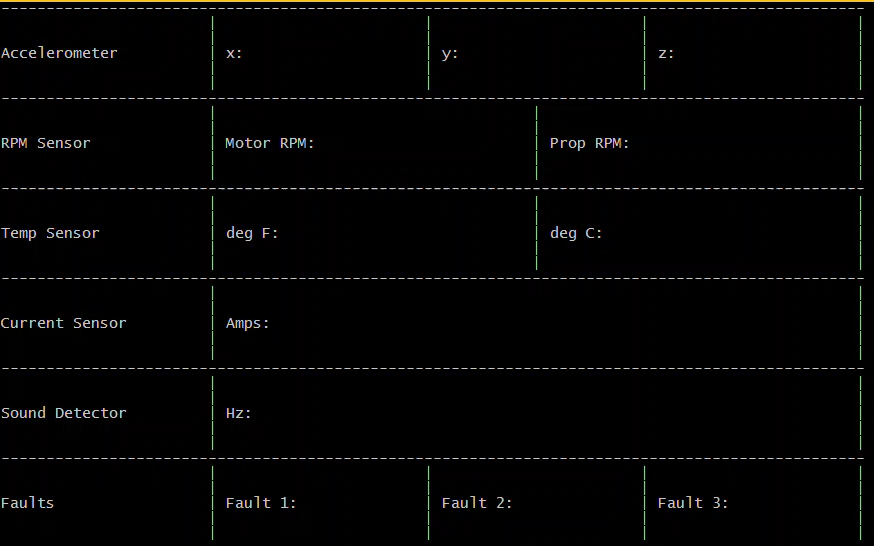 Accelerometer x: y: z:
RPM Sensor Motor RPM: Prop RPM:
Temp Sensor deg F: deg C:
Current Sensor Amps:
Sound Detector Hz:
Faults Fault 1: Fault 2: Fault 3: